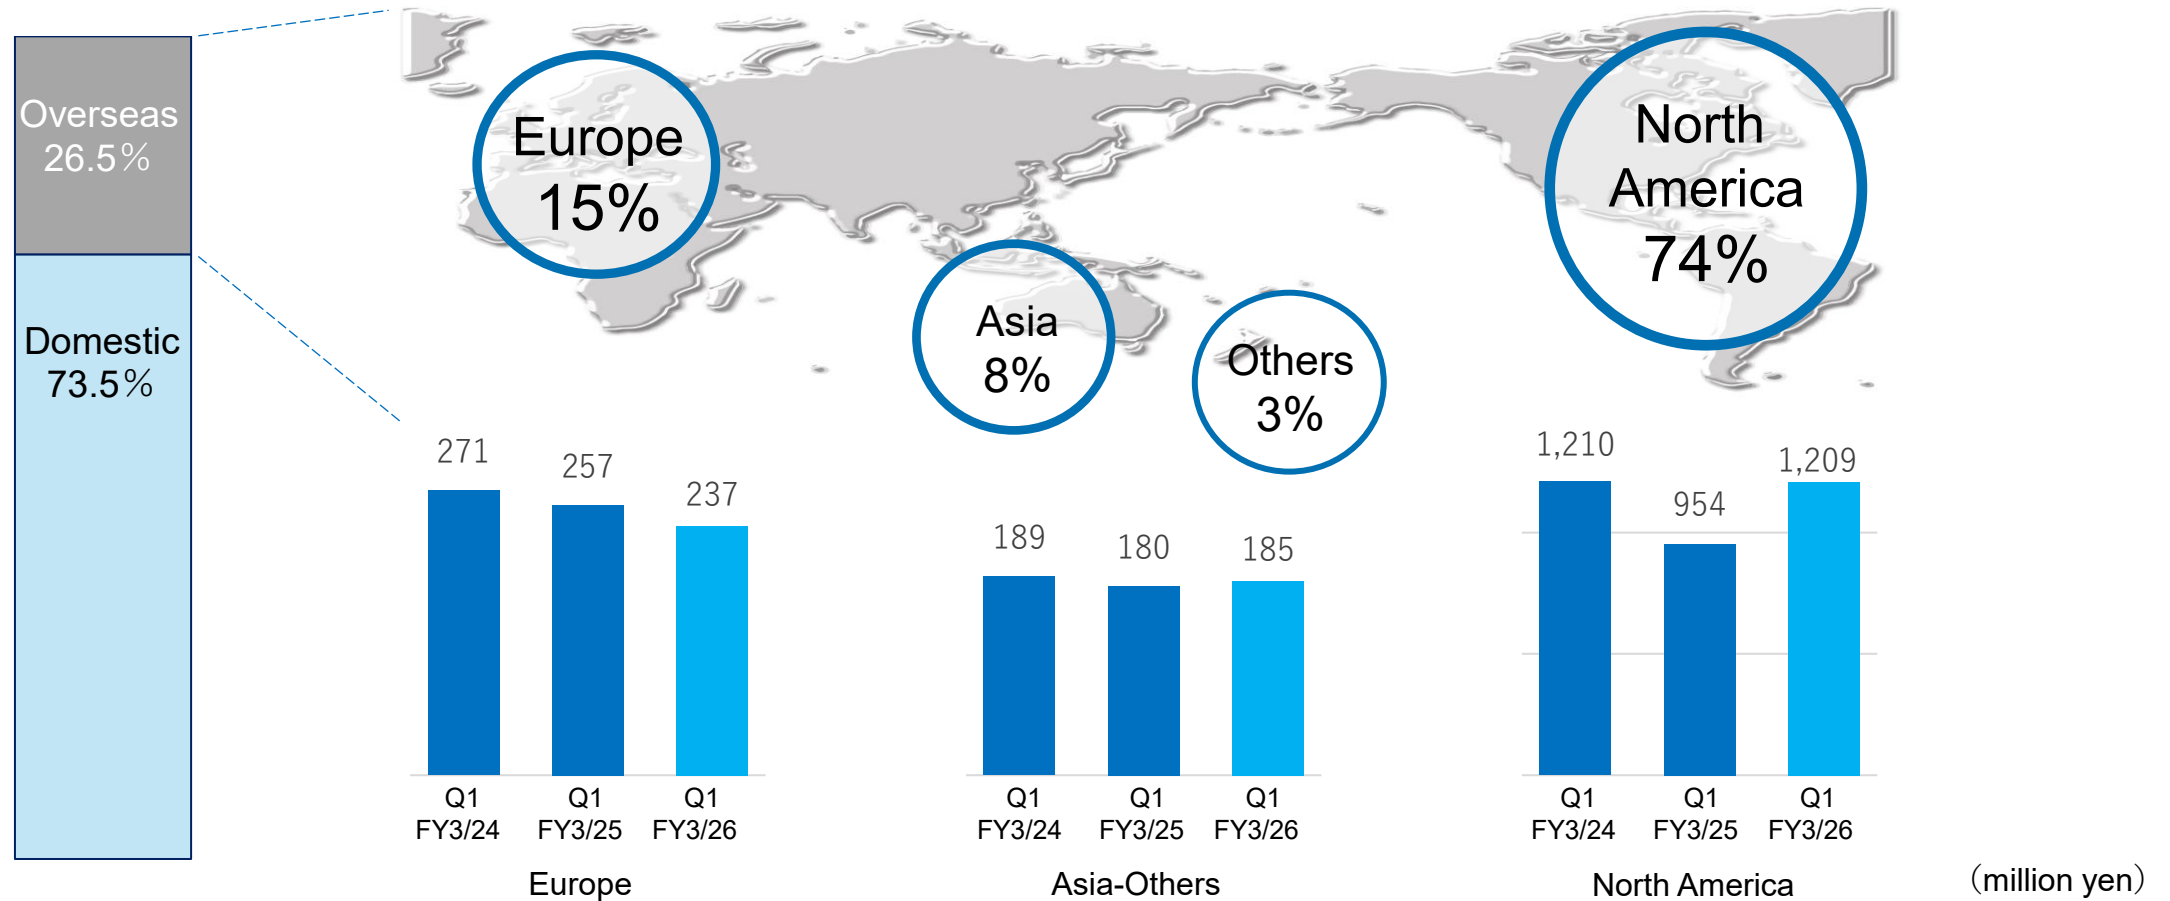 Overseas
26.5％
Domestic
73.5％
Europe
15%
Asia
8%
Others
3%
North
America
74%
271
257
237
Q1
FY3/24
Q1
FY3/25
Q1
FY3/26
Europe
189
180
185
Q1
FY3/24
Q1
FY3/25
Q1
FY3/26
Asia-Others
1,210
954
1,209
Q1
FY3/24
Q1
FY3/25
Q1
FY3/26
North America
（million yen）